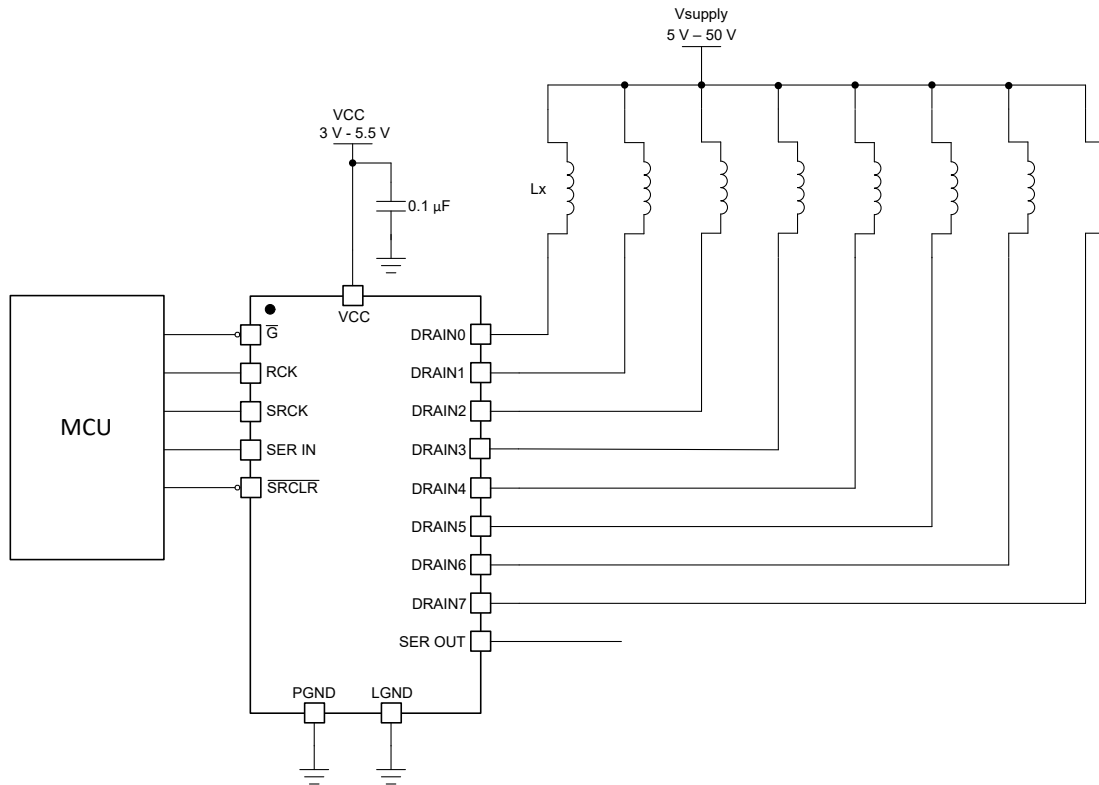 Vsupply
5 V – 50 V
VCC
3 V - 5.5 V
0.1 µF
Lx
MCU
VCC
G
RCK
SRCK
SER IN
SRCLR
DRAIN0
DRAIN1
DRAIN2
DRAIN3
DRAIN4
DRAIN5
DRAIN6
DRAIN7
SER OUT
PGND
LGND